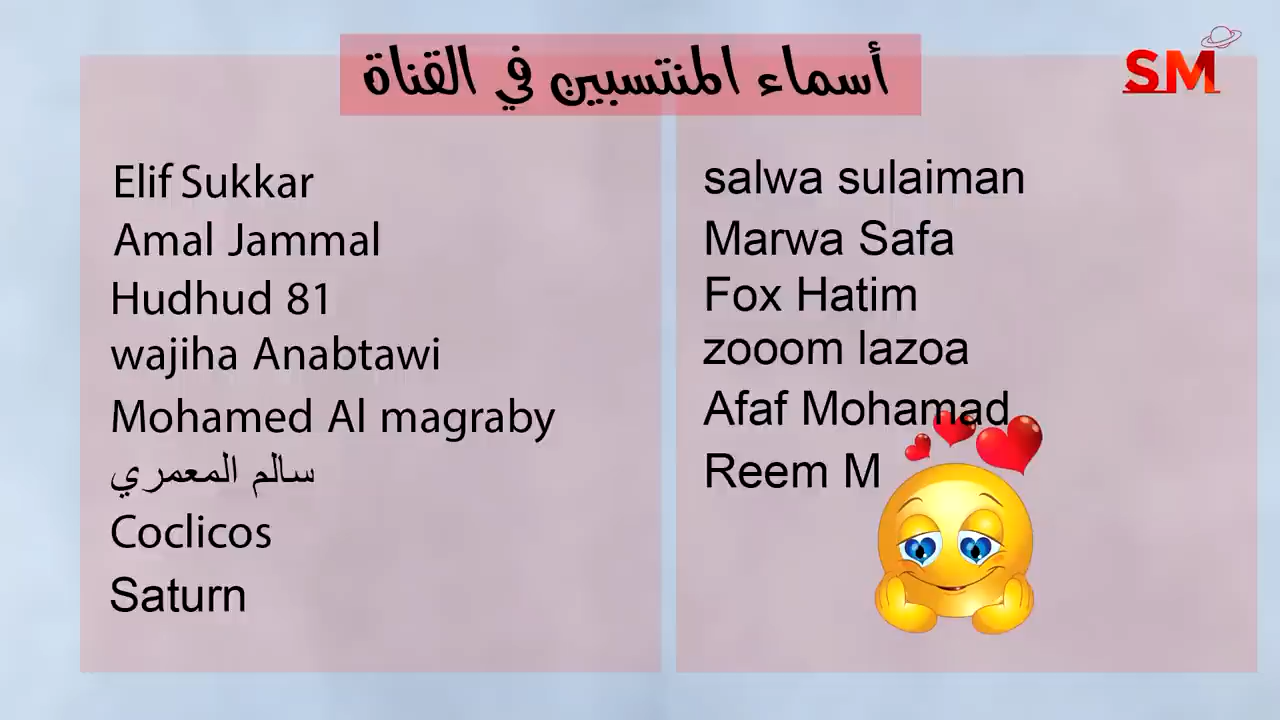 أسماء المنتسبين في القناة
SM
Elif Sukkar
Amal Jammal
Hudhud 81
wajiha Anabtawi
Mohamed Al magraby
سالم المعمري
Coclicos
Saturn
salwa sulaiman
Marwa Safa
Fox Hatim
zooom lazoa
Afaf Mohamad
Reem M